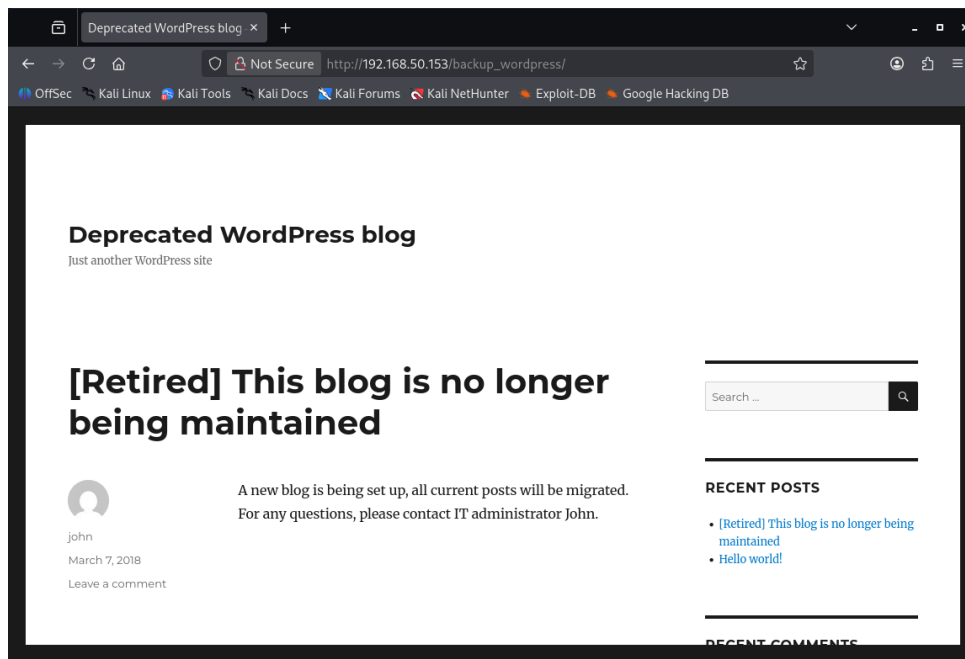 Deprecated WordPress blog
Not Secure http://192.168.50.153/backup_wordpress/
OffSec Kali Linux Kali Tools Kali Docs Kali Forums Kali NetHunter Exploit-DB Google Hacking DB
Deprecated WordPress blog
Just another WordPress site
[Retired] This blog is no longer
being maintained
john
March 7, 2018
Leave a comment
A new blog is being set up, all current posts will be migrated.
For any questions, please contact IT administrator John.
Search ...
RECENT POSTS
[Retired] This blog is no longer being
maintained
Hello world!
RECENT COMMENTS